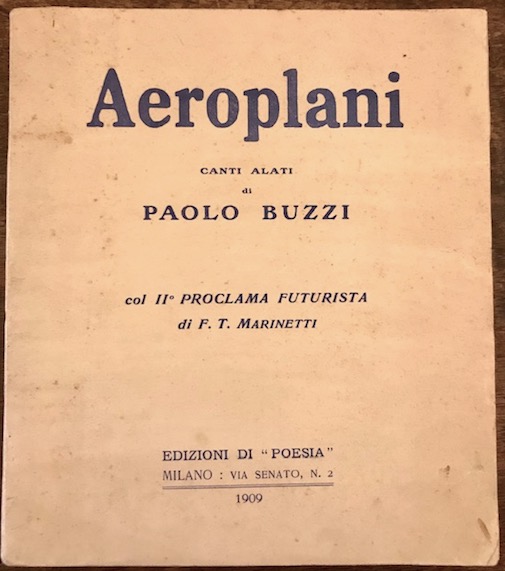 Aeroplani
CANTI ALATI
di
PAOLO BUZZI
col II° PROCLAMA FUTURISTA
di F. T. MARINETTI
EDIZIONI DI "POESIA"
MILANO : VIA SENATO, N. 2
1909